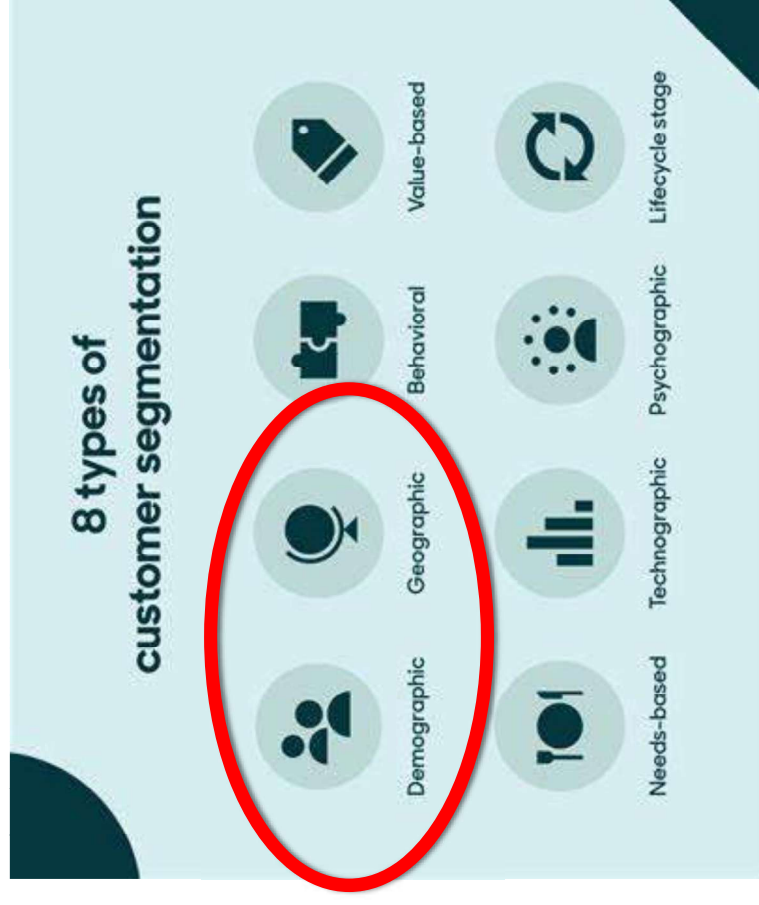 8 types of
customer segmentation
Demographic
Geographic
Behavioral
Value-based
Needs-based
Technographic
Psychographic
Lifecycle stage